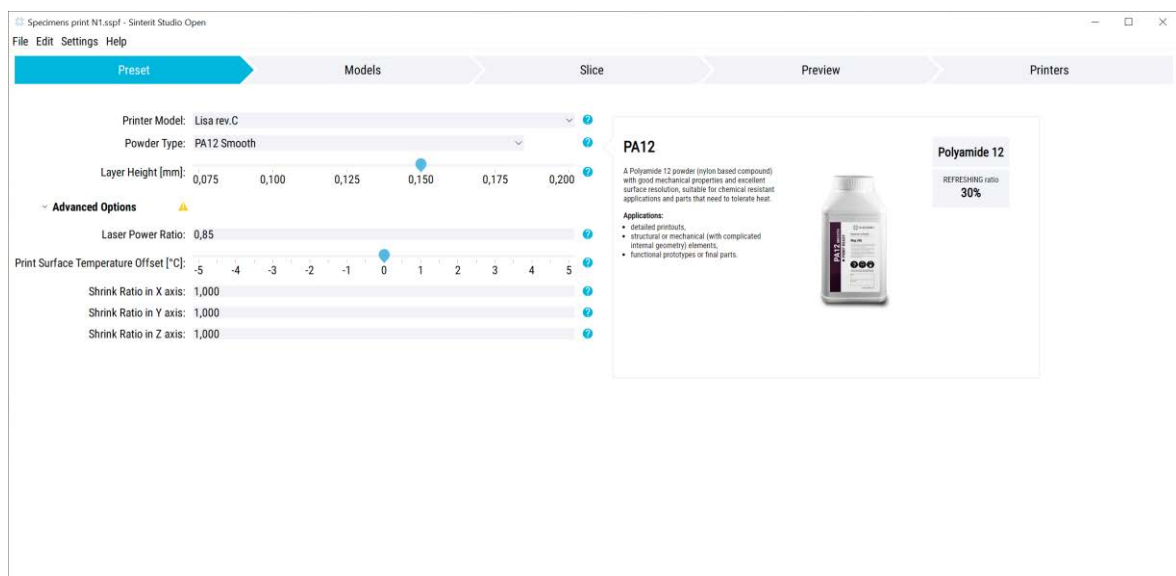 Specimens print N1.sspf - Sinterit Studio Open
File Edit Settings Help
Preset Models Slice Preview Printers
Printer Model: Lisa rev.C
Powder Type: PA12 Smooth
Layer Height [mm]:
0,075 0,100 0,125 0,150 0,175 0,200
Advanced Options
Laser Power Ratio: 0,85
Print Surface Temperature Offset [°C]:
-5 -4 -3 -2 -1 0 1 2 3 4 5
Shrink Ratio in X axis: 1,000
Shrink Ratio in Y axis: 1,000
Shrink Ratio in Z axis: 1,000
PA12
A Polyamide 12 powder (nylon based compound)
with good mechanical properties and excellent
surface resolution, suitable for chemical resistant
applications and parts that need to tolerate heat.
Applications:
• detailed printouts,
• structural or mechanical (with complicated
internal geometry) elements,
• functional prototypes or final parts.
PA12
Polyamide 12
REFRESHING ratio
30%